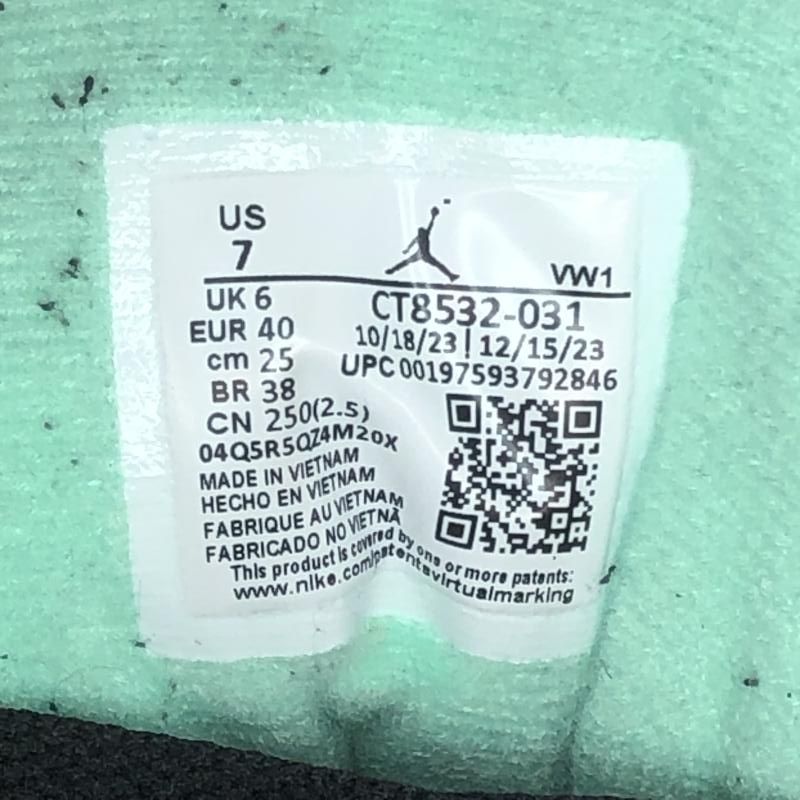 US
7
VW1
UK 6
EUR 40
cm 25
BR 38
CN 250(2.5)
04Q5R5QZ4M20X
MADE IN VIETNAM
HECHO EN VIETNAM
FABRIQUE AU VIETNAM
FABRICADO NO VIETNÃ
CT8532-031
10/18/23 | 12/15/23
UPC 00197593792846
This product is covered by one or more patents:
www.nike.com/patentsvirtualmarking